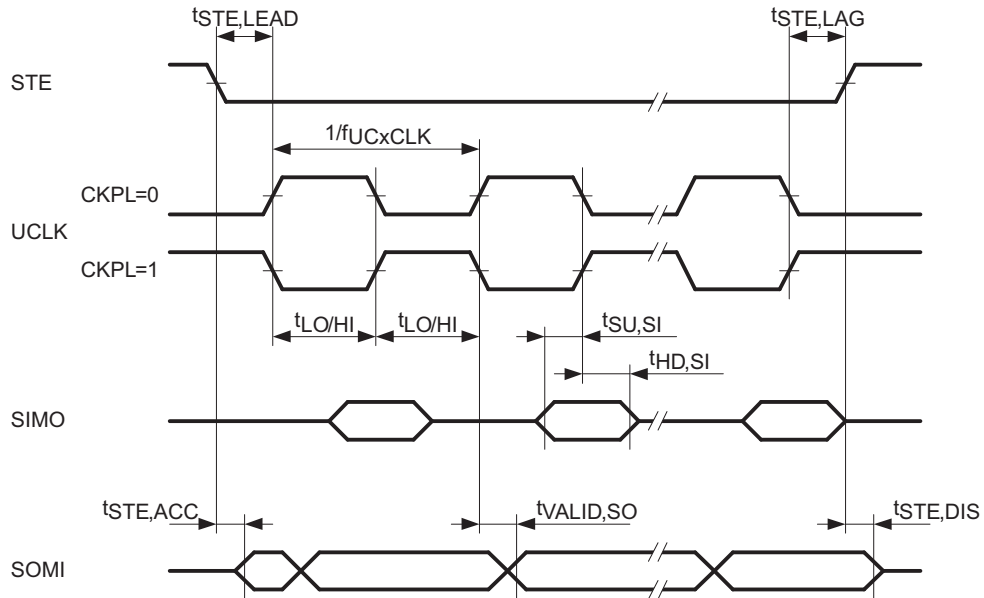 tSTE,LEAD
tSTE,LAG
STE
1/fUCxCLK
CKPL=0
UCLK
CKPL=1
tLO/HI
tLO/HI
tSU,SI
tHD,SI
SIMO
tSTE,ACC
tVALID,SO
tSTE,DIS
SOMI